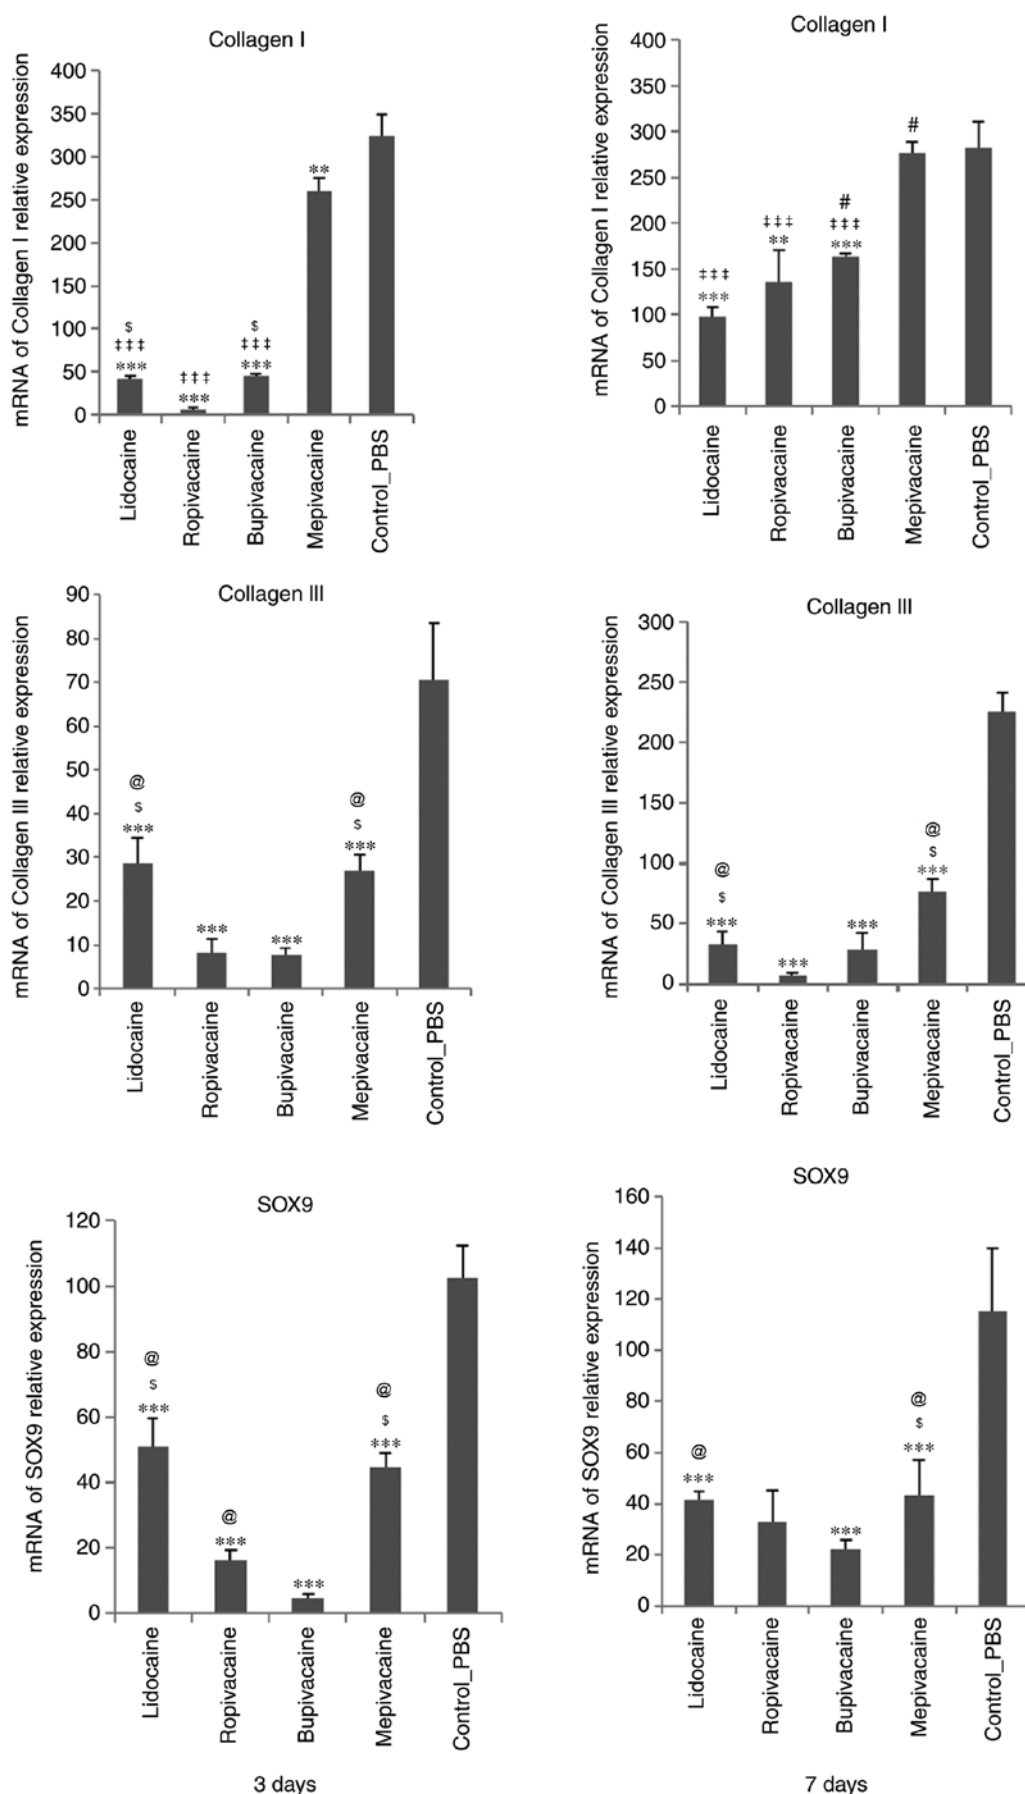 Collagen I
mRNA of Collagen I relative expression
400
350
300
250
200
150
100
50
0
$
‡‡‡
***
‡‡‡
***
$
‡‡‡
***
**
Lidocaine
Ropivacaine
Bupivacaine
Mepivacaine
Control_PBS
Collagen I
mRNA of Collagen I relative expression
400
350
300
250
200
150
100
50
0
‡‡‡
***
‡‡‡
**
#
‡‡‡
***
#
Lidocaine
Ropivacaine
Bupivacaine
Mepivacaine
Control_PBS
Collagen III
mRNA of Collagen III relative expression
90
80
70
60
50
40
30
20
10
0
@
$
***
***
***
@
$
***
Lidocaine
Ropivacaine
Bupivacaine
Mepivacaine
Control_PBS
Collagen III
mRNA of Collagen III relative expression
300
250
200
150
100
50
0
@
$
***
***
***
@
$
***
Lidocaine
Ropivacaine
Bupivacaine
Mepivacaine
Control_PBS
SOX9
mRNA of SOX9 relative expression
120
100
80
60
40
20
0
@
$
***
@
***
***
@
$
***
Lidocaine
Ropivacaine
Bupivacaine
Mepivacaine
Control_PBS
3 days
SOX9
mRNA of SOX9 relative expression
160
140
120
100
80
60
40
20
0
@
***
***
@
$
***
Lidocaine
Ropivacaine
Bupivacaine
Mepivacaine
Control_PBS
7 days